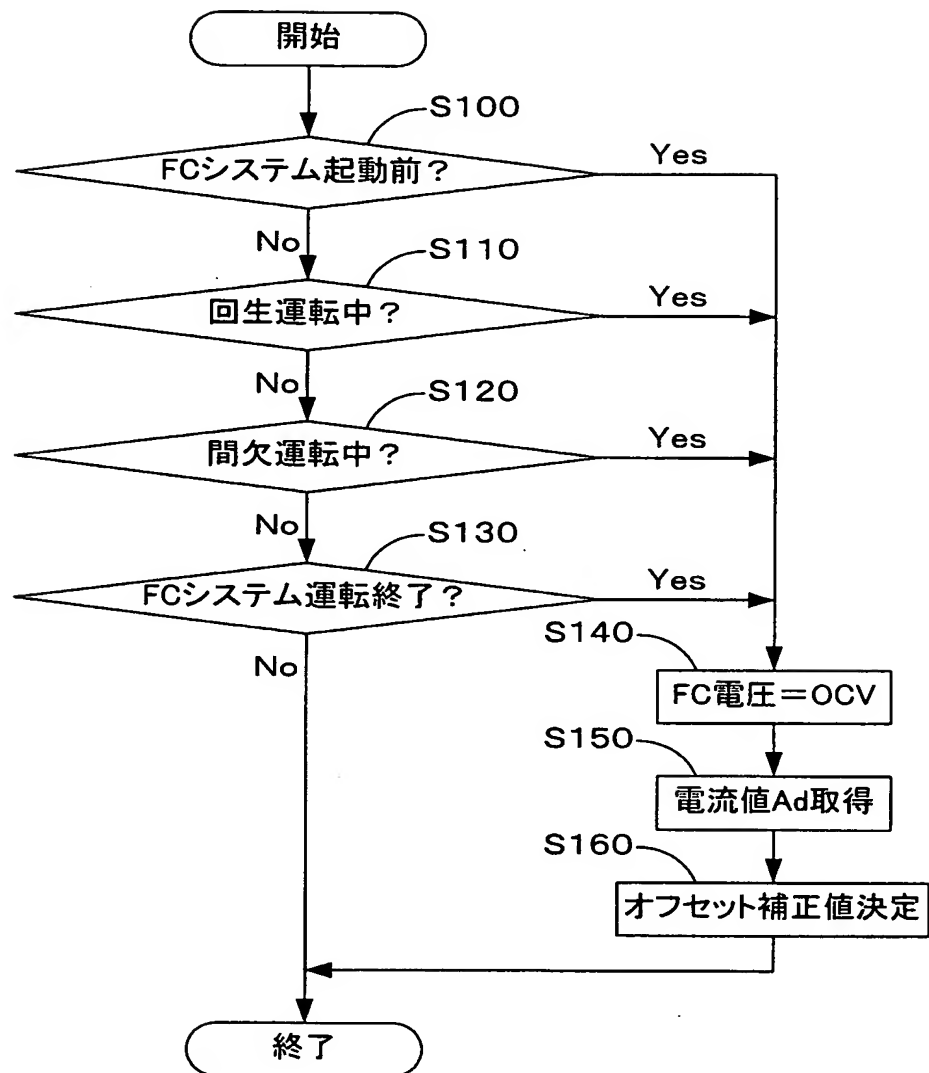 開始
S100
FCシステム起動前?
Yes
No
S110
回生運転中?
Yes
No
S120
間欠運転中?
Yes
No
S130
FCシステム運転終了?
Yes
No
S140
FC電圧=OCV
S150
電流値Ad取得
S160
オフセット補正値決定
終了